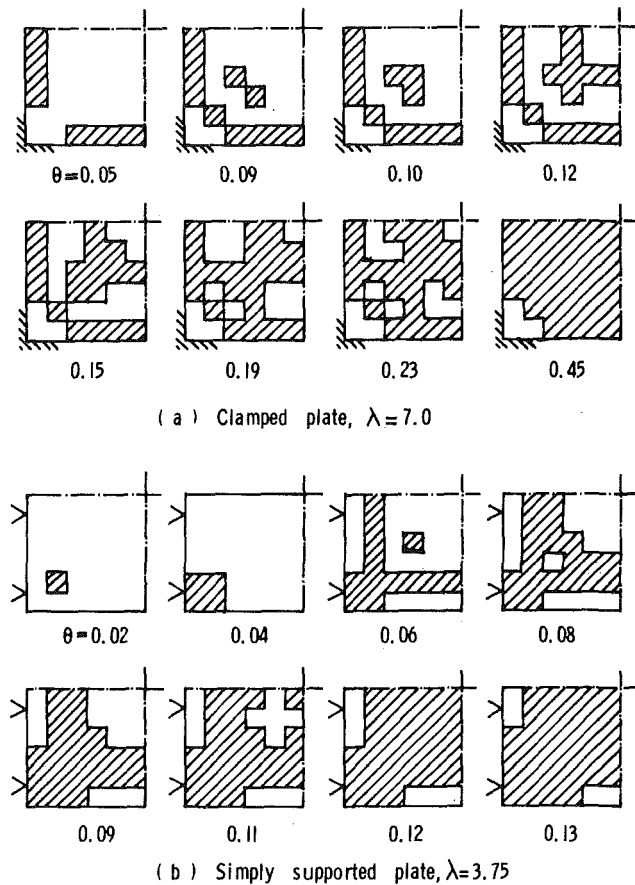 θ=0.05 0.09 0.10 0.12
0.15 0.19 0.23 0.45
(a) Clamped plate, λ=7.0
θ=0.02 0.04 0.06 0.08
0.09 0.11 0.12 0.13
(b) Simply supported plate, λ=3.75